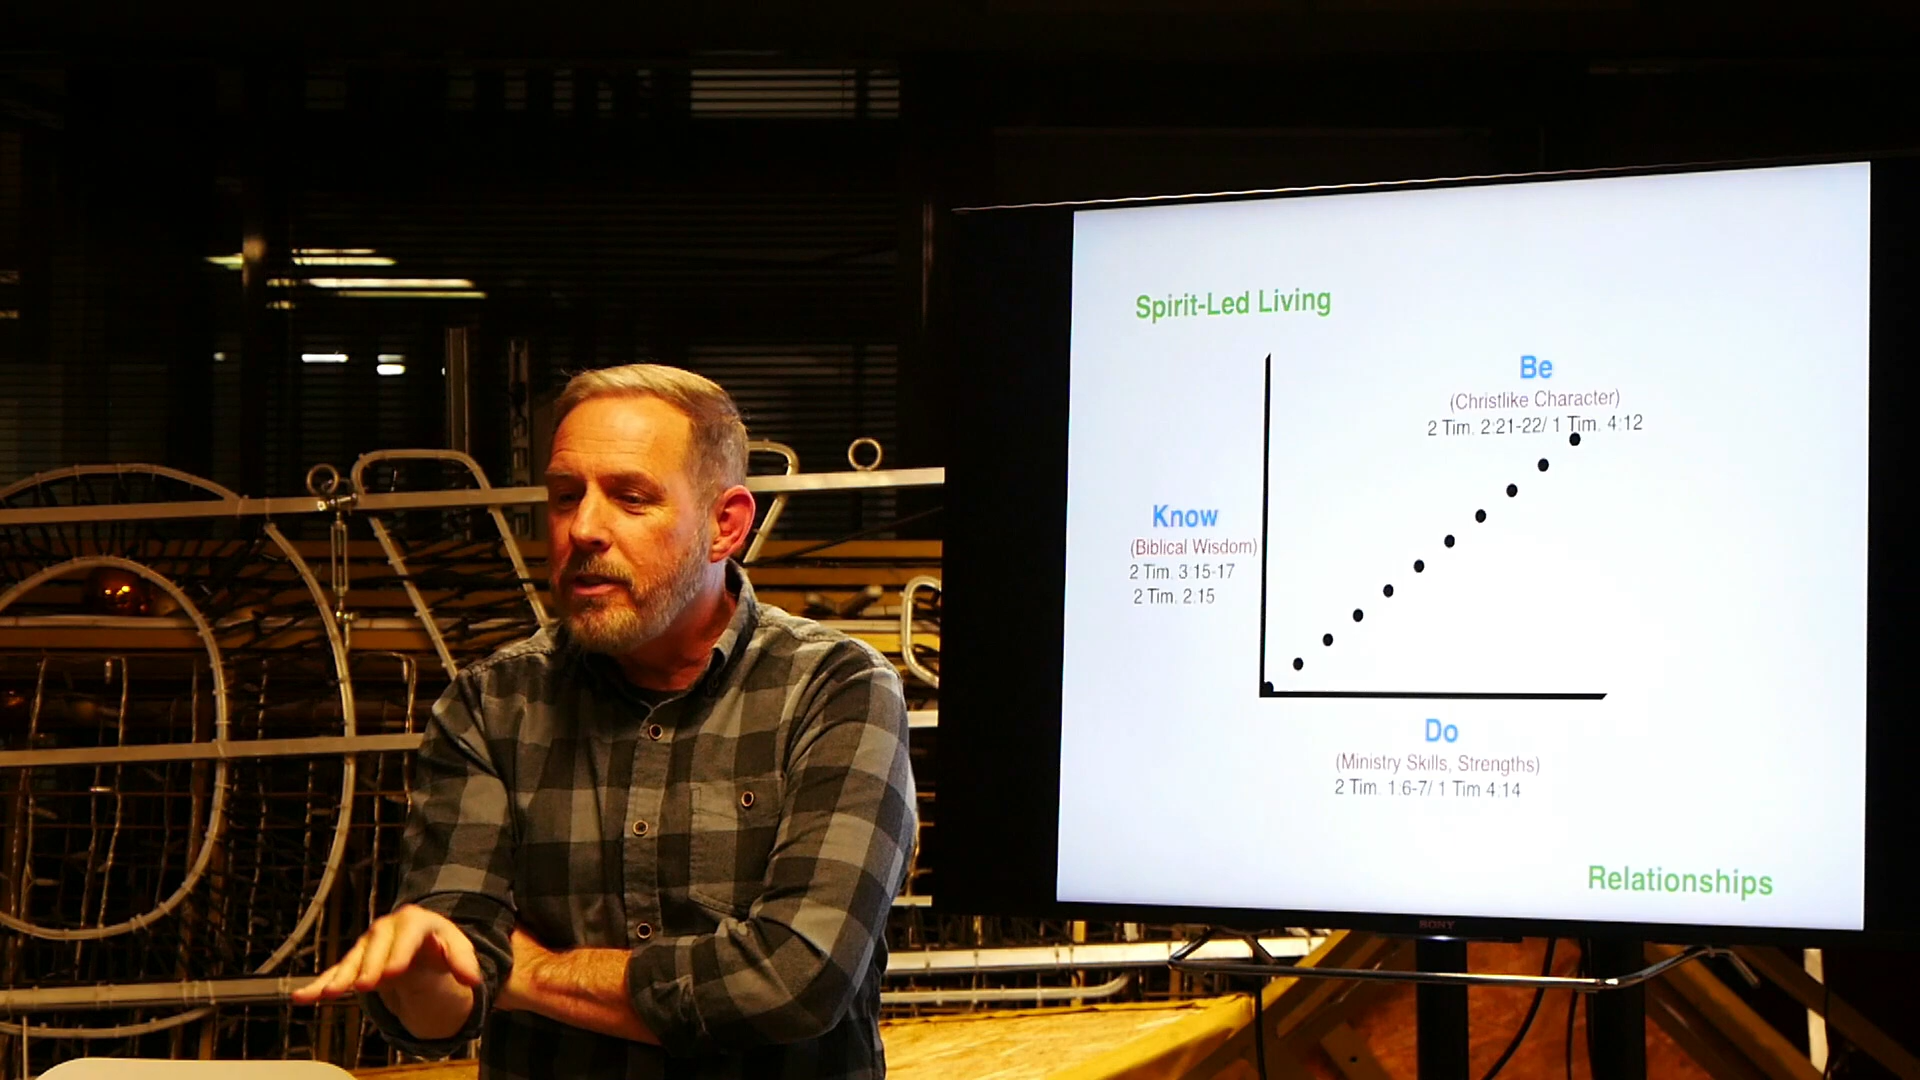 Spirit-Led Living
Be
(Christlike Character)
2 Tim. 2:21-22/ 1 Tim. 4:12
Know
(Biblical Wisdom)
2 Tim. 3:15-17
2 Tim. 2:15
Do
(Ministry Skills, Strengths)
2 Tim. 1:6-7/ 1 Tim 4:14
Relationships
SONY